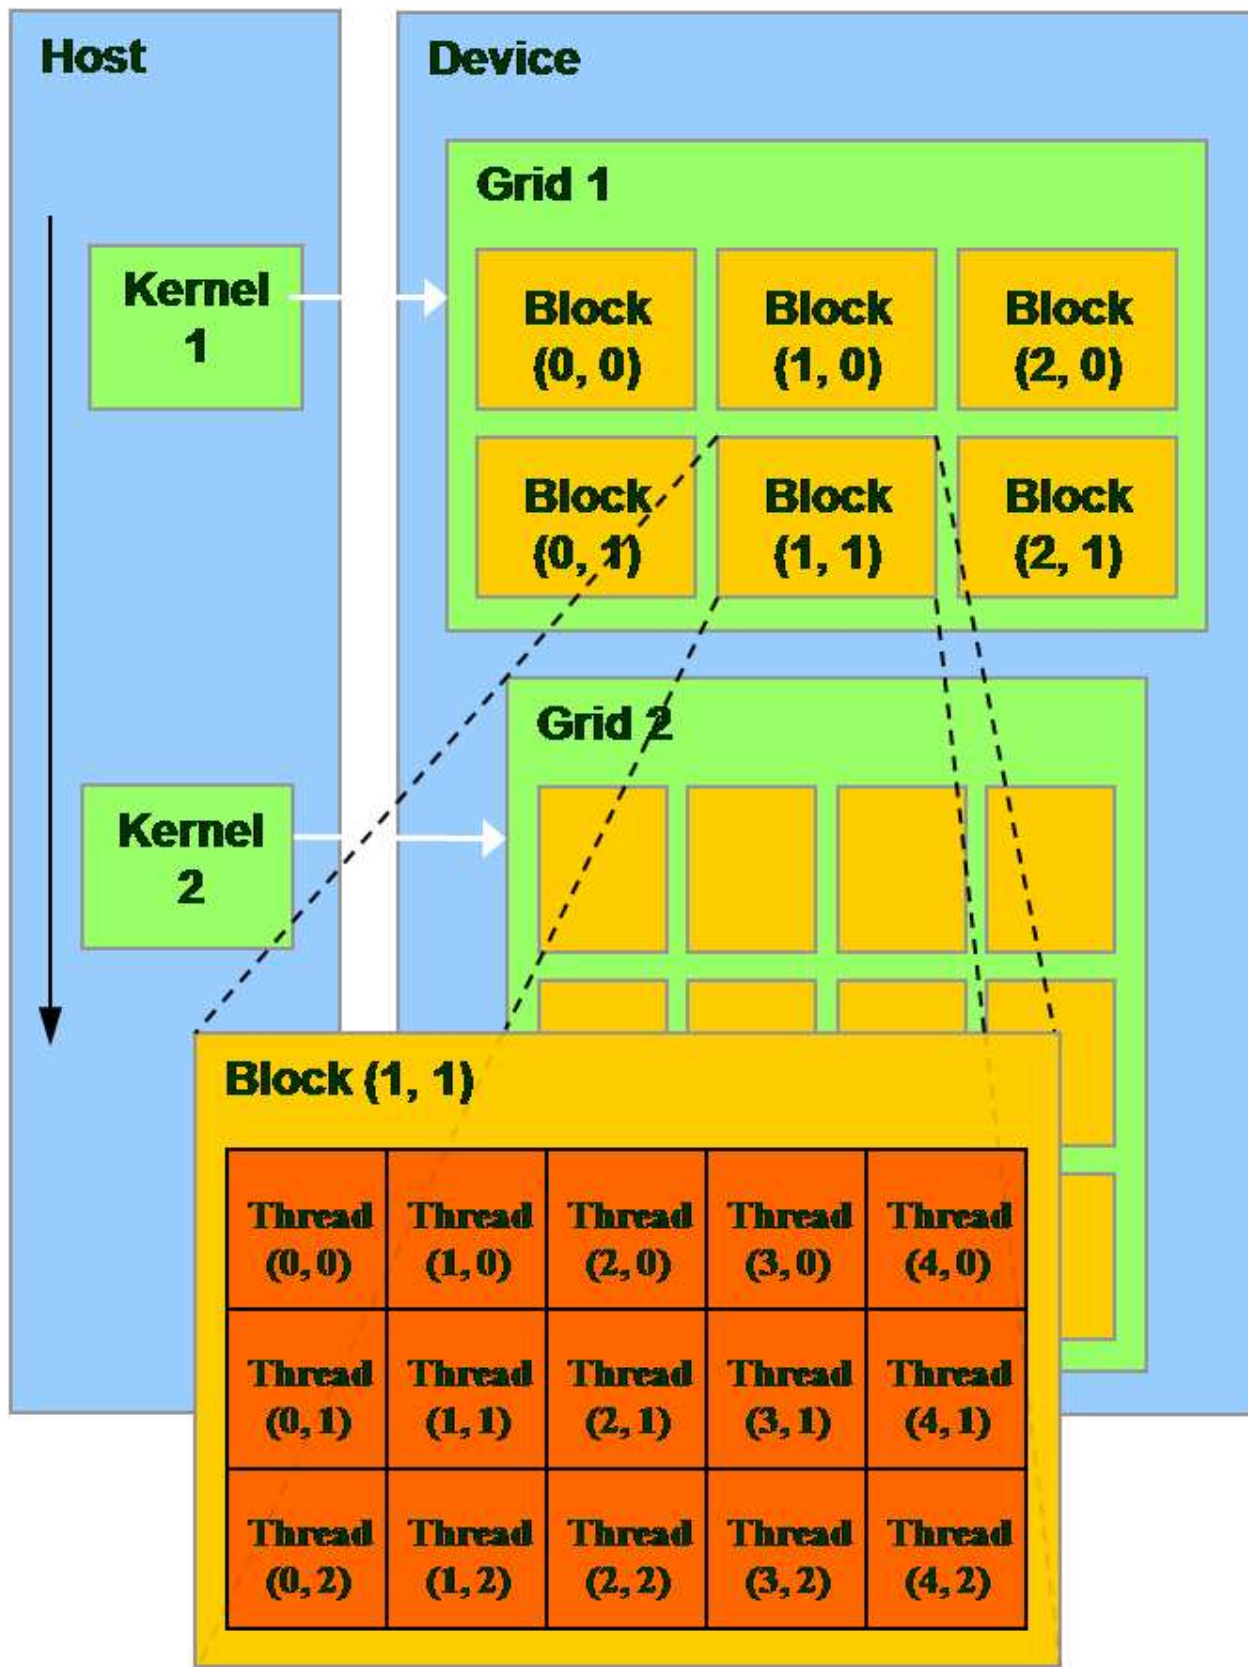 Host
Device
Grid 1
Kernel
1
Block
(0, 0)
Block
(1, 0)
Block
(2, 0)
Block
(0, 1)
Block
(1, 1)
Block
(2, 1)
Grid 2
Kernel
2
Block (1, 1)
Thread
(0, 0)
Thread
(1, 0)
Thread
(2, 0)
Thread
(3, 0)
Thread
(4, 0)
Thread
(0, 1)
Thread
(1, 1)
Thread
(2, 1)
Thread
(3, 1)
Thread
(4, 1)
Thread
(0, 2)
Thread
(1, 2)
Thread
(2, 2)
Thread
(3, 2)
Thread
(4, 2)